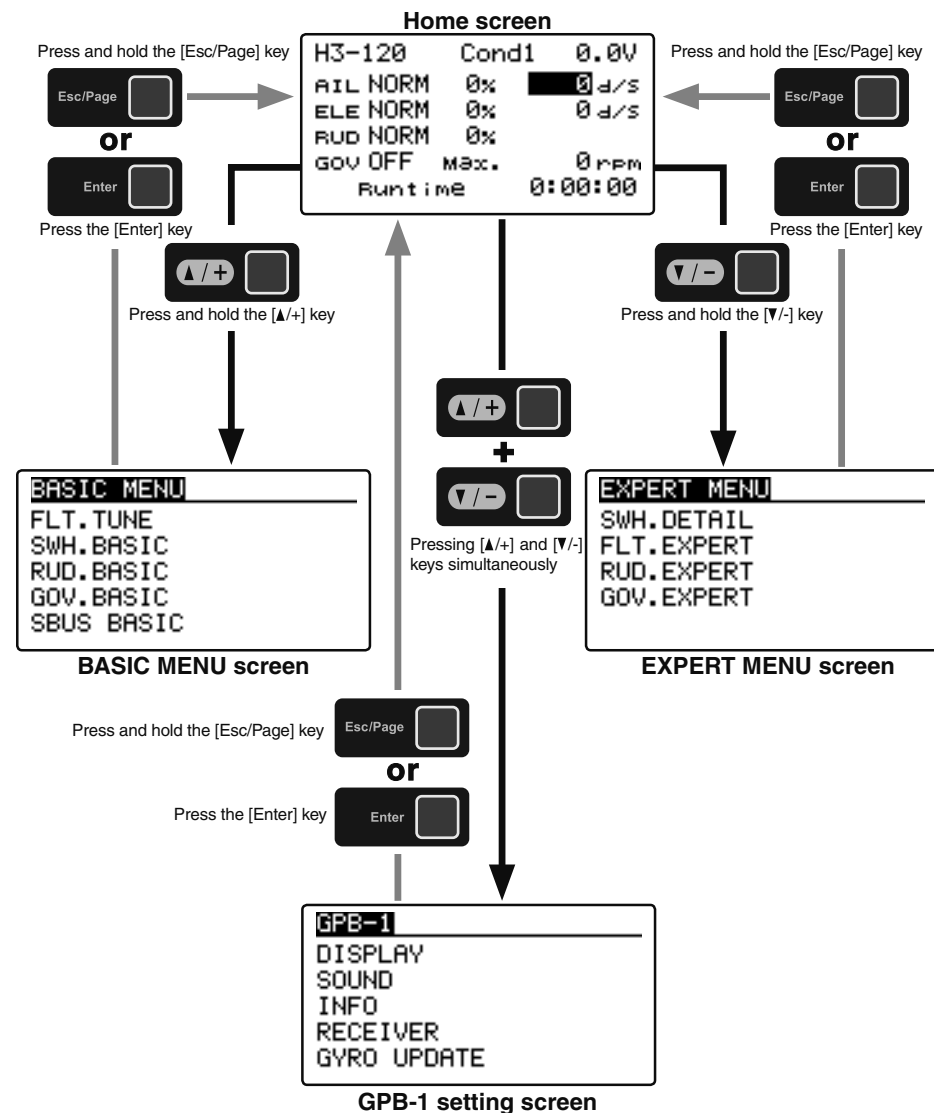 Home screen
Press and hold the [Esc/Page] key
Esc/Page
or
Enter
Press the [Enter] key
H3-120 Cond1 0.0V
AIL NORM 0% 0 d/s
ELE NORM 0% 0 d/s
RUD NORM 0%
GOV OFF Max. 0 rpm
Runtime 0:00:00
Press and hold the [Esc/Page] key
Esc/Page
or
Enter
Press the [Enter] key
▲/+
Press and hold the [▲/+] key
▼/-
Press and hold the [▼/-] key
▲/+
+
▼/-
Pressing [▲/+] and [▼/-]
keys simultaneously
BASIC MENU
FLT.TUNE
SWH.BASIC
RUD.BASIC
GOV.BASIC
SBUS BASIC
BASIC MENU screen
EXPERT MENU
SWH.DETAIL
FLT.EXPERT
RUD.EXPERT
GOV.EXPERT
EXPERT MENU screen
Press and hold the [Esc/Page] key
Esc/Page
or
Press the [Enter] key
Enter
GPB-1
DISPLAY
SOUND
INFO
RECEIVER
GYRO UPDATE
GPB-1 setting screen